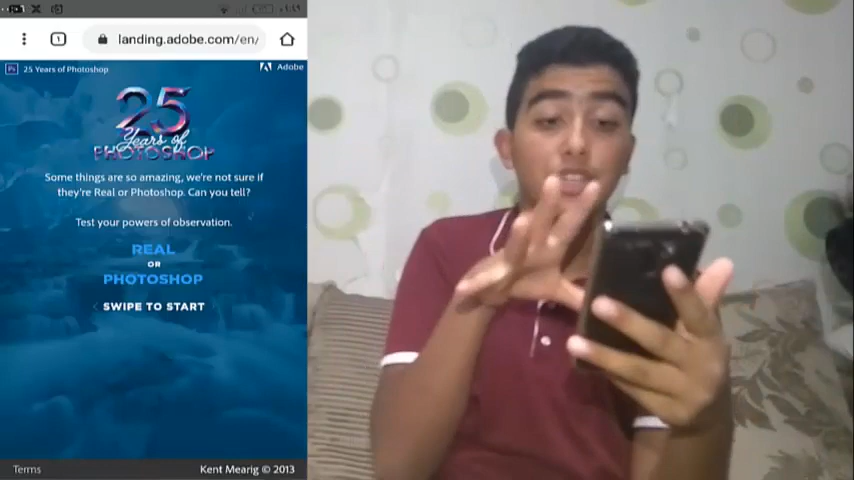 1
landing.adobe.com/en/
Ps 25 Years of Photoshop
Adobe
25
Years of
PHOTOSHOP
Some things are so amazing, we're not sure if
they're Real or Photoshop. Can you tell?
Test your powers of observation.
REAL
OR
PHOTOSHOP
SWIPE TO START
Terms
Kent Mearig © 2013